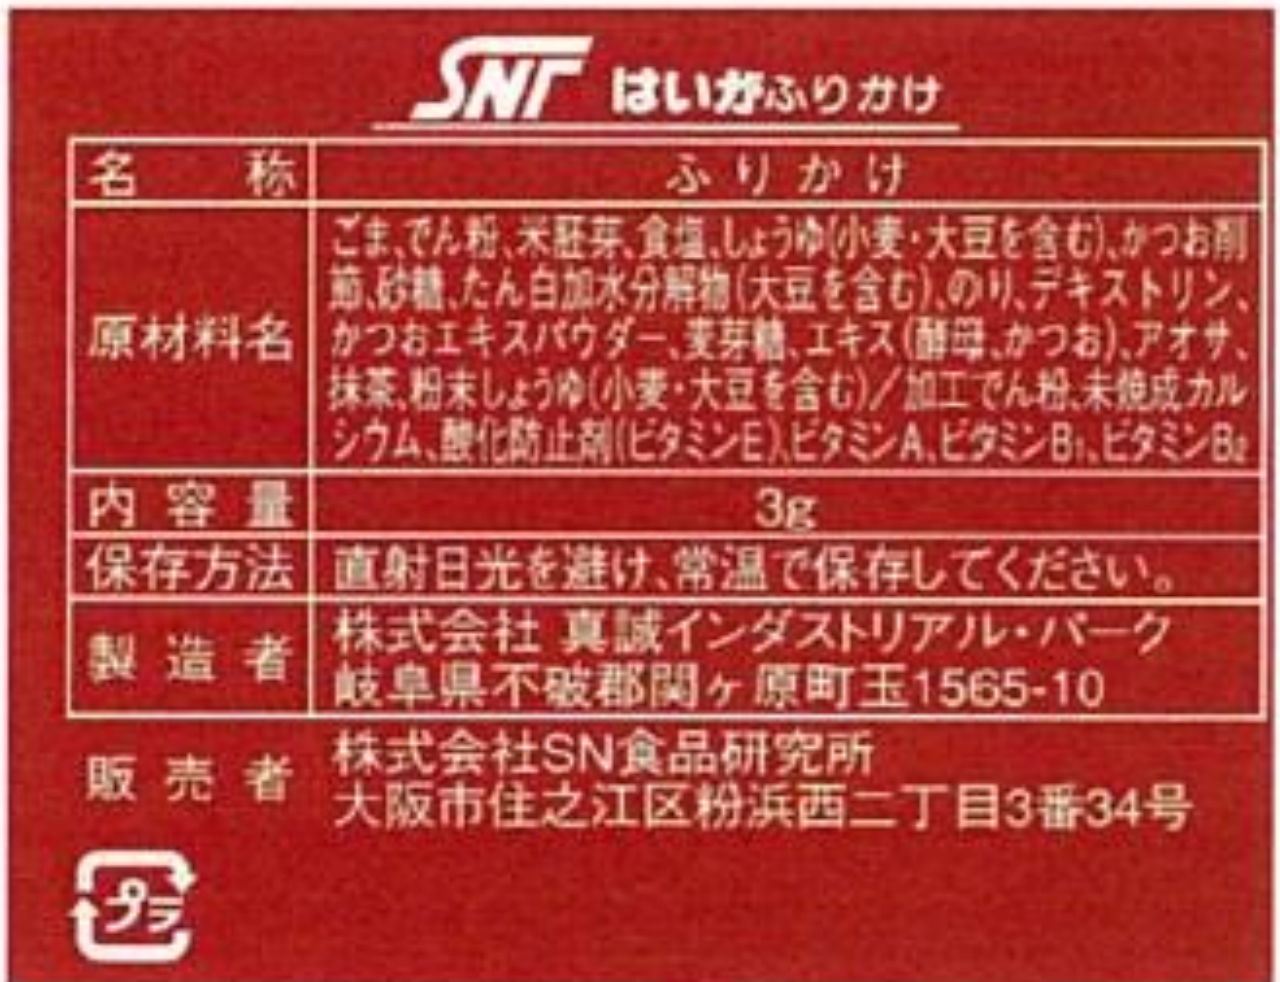 SNF はいがふりかけ
名称 ふりかけ
原材料名
ごま、でん粉、米胚芽、食塩、しょうゆ(小麦・大豆を含む)、かつお削
節、砂糖、たん白加水分解物(大豆を含む)、のり、デキストリン、
かつおエキスパウダー、麦芽糖、エキス(酵母、かつお)、アオサ、
抹茶、粉末しょうゆ(小麦・大豆を含む)/加工でん粉、未焼成カル
シウム、酸化防止剤(ビタミンE)、ビタミンA、ビタミンB₁、ビタミンB₂
内容量 3g
保存方法 直射日光を避け、常温で保存してください。
製造者
株式会社 真誠インダストリアル・パーク
岐阜県不破郡関ヶ原町玉1565-10
販売者
株式会社SN食品研究所
大阪市住之江区粉浜西二丁目3番34号
プラ